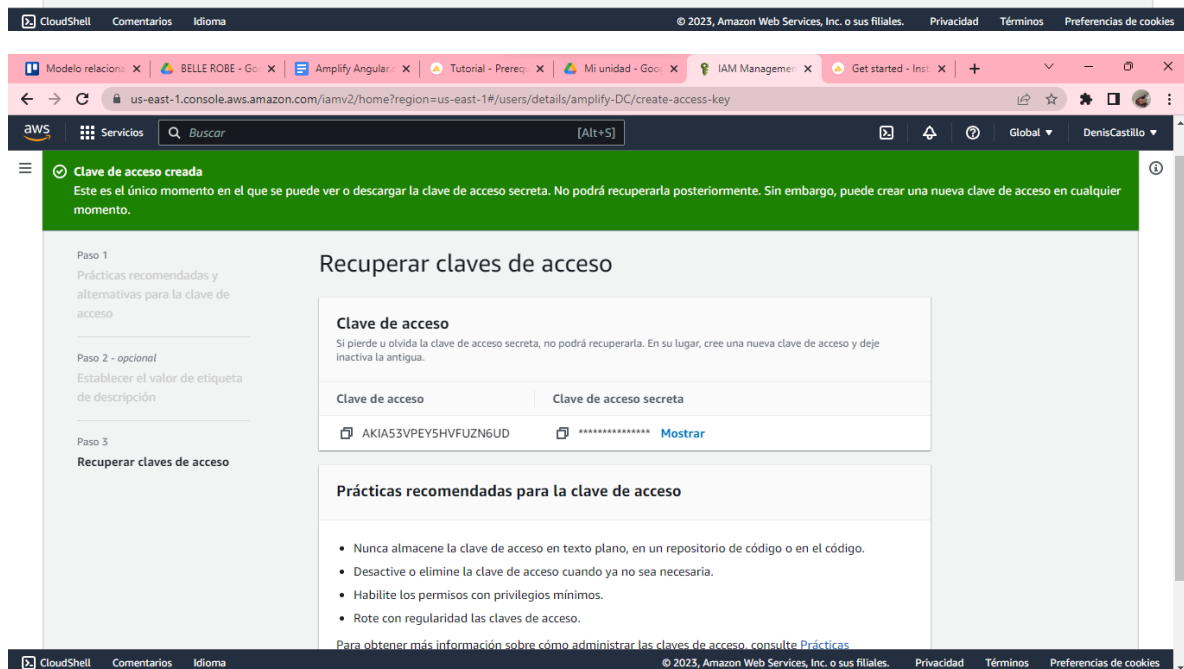 CloudShell Comentarios Idioma © 2023, Amazon Web Services, Inc. o sus filiales. Privacidad Términos Preferencias de cookies
Modelo relacion BELLE ROBE - Go Amplify Angular. Tutorial - Prereq Mi unidad - Goog IAM Managemen Get started - Inst
us-east-1.console.aws.amazon.com/iamv2/home?region=us-east-1#/users/details/amplify-DC/create-access-key
aws Servicios Buscar [Alt+S] Global DenisCastillo
Clave de acceso creada
Este es el único momento en el que se puede ver o descargar la clave de acceso secreta. No podrá recuperarla posteriormente. Sin embargo, puede crear una nueva clave de acceso en cualquier
momento.
Paso 1
Prácticas recomendadas y
alternativas para la clave de
acceso
Paso 2 - opcional
Establecer el valor de etiqueta
de descripción
Paso 3
Recuperar claves de acceso
Recuperar claves de acceso
Clave de acceso
Si pierde u olvida la clave de acceso secreta, no podrá recuperarla. En su lugar, cree una nueva clave de acceso y deje
inactiva la antigua.
Clave de acceso Clave de acceso secreta
AKIA53VPEY5HVFUZN6UD *************** Mostrar
Prácticas recomendadas para la clave de acceso
• Nunca almacene la clave de acceso en texto plano, en un repositorio de código o en el código.
• Desactive o elimine la clave de acceso cuando ya no sea necesaria.
• Habilite los permisos con privilegios mínimos.
• Rote con regularidad las claves de acceso.
Para obtener más información sobre cómo administrar las claves de acceso, consulte Prácticas
CloudShell Comentarios Idioma © 2023, Amazon Web Services, Inc. o sus filiales. Privacidad Términos Preferencias de cookies